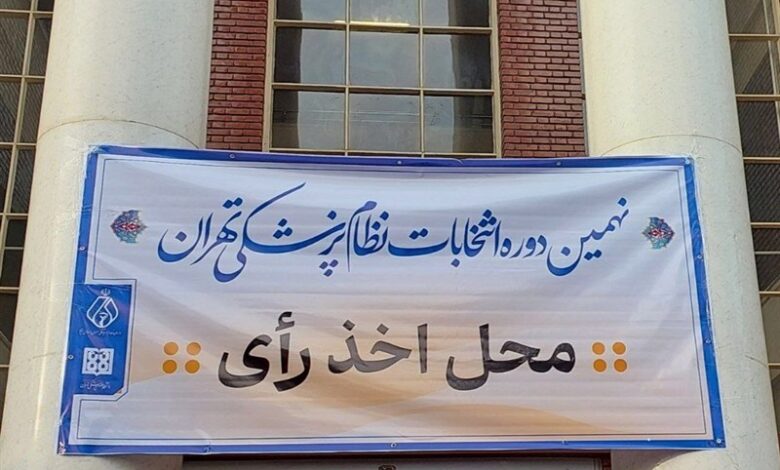 نهمین دوره انتخابات نظام پزشکی تهران
محل اخذ رأی